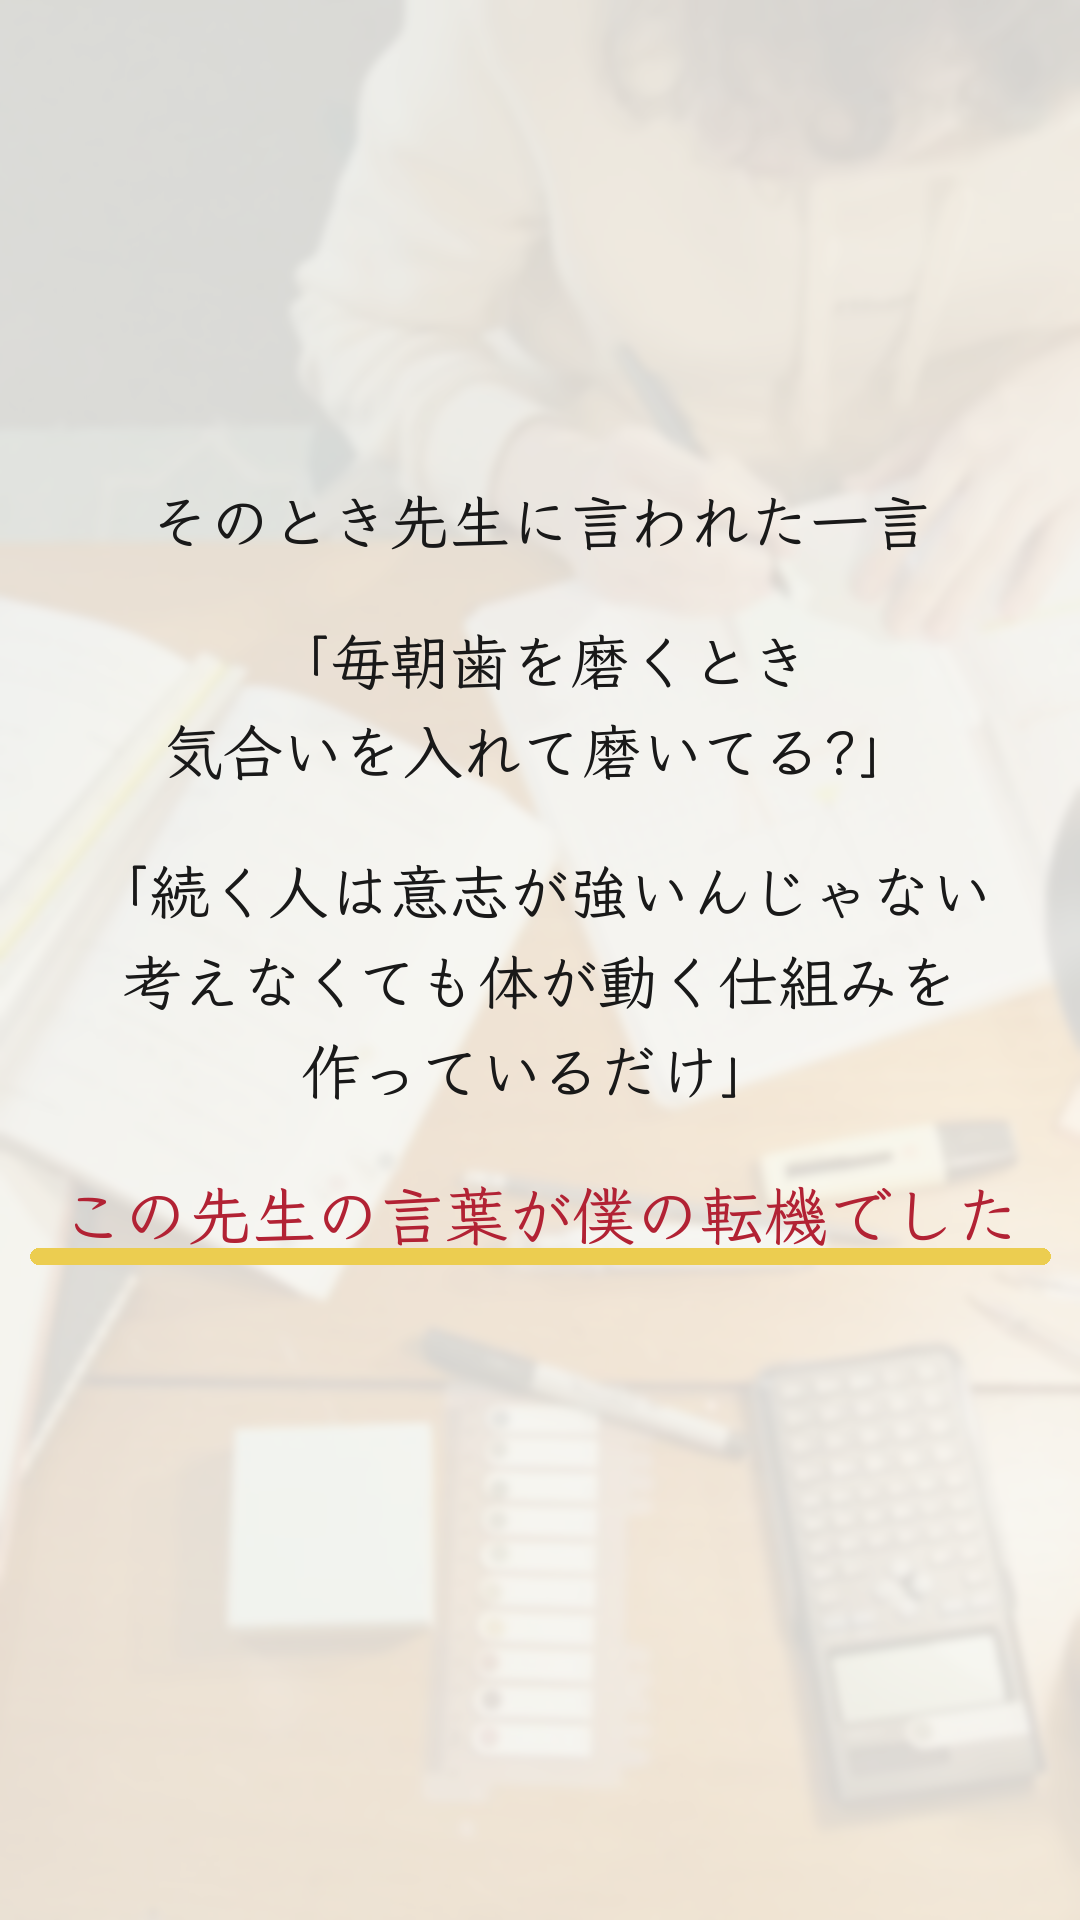 そのとき先生に言われた一言
「毎朝歯を磨くとき
気合いを入れて磨いてる?」
「続く人は意志が強いんじゃない
考えなくても体が動く仕組みを
作っているだけ」
この先生の言葉が僕の転機でした